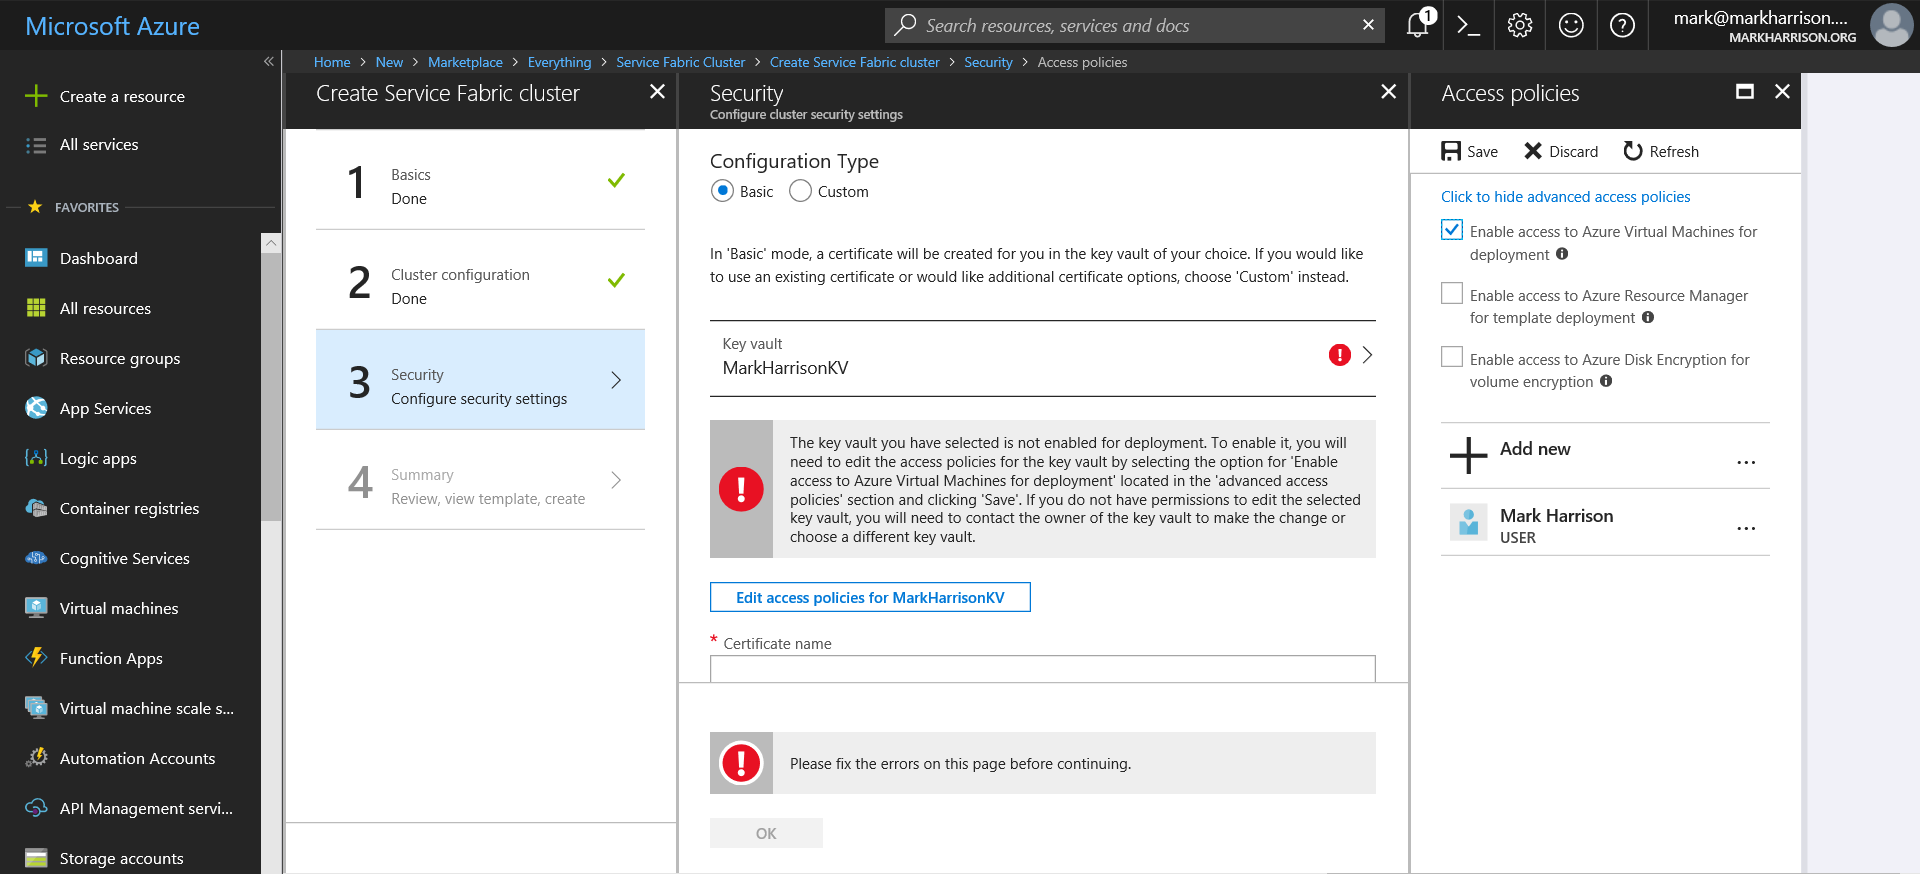 Microsoft Azure
Search resources, services and docs
1
mark@markharrison....
MARKHARRISON.ORG
Home > New > Marketplace > Everything > Service Fabric Cluster > Create Service Fabric cluster > Security > Access policies
Create a resource
All services
FAVORITES
Dashboard
All resources
Resource groups
App Services
Logic apps
Container registries
Cognitive Services
Virtual machines
Function Apps
Virtual machine scale s...
Automation Accounts
API Management servi...
Storage accounts
Create Service Fabric cluster
1
Basics
Done
2
Cluster configuration
Done
3
Security
Configure security settings
4
Summary
Review, view template, create
Security
Configure cluster security settings
Configuration Type
Basic
Custom
In 'Basic' mode, a certificate will be created for you in the key vault of your choice. If you would like
to use an existing certificate or would like additional certificate options, choose 'Custom' instead.
Key vault
MarkHarrisonKV
The key vault you have selected is not enabled for deployment. To enable it, you will
need to edit the access policies for the key vault by selecting the option for 'Enable
access to Azure Virtual Machines for deployment' located in the 'advanced access
policies' section and clicking 'Save'. If you do not have permissions to edit the selected
key vault, you will need to contact the owner of the key vault to make the change or
choose a different key vault.
Edit access policies for MarkHarrisonKV
* Certificate name
Please fix the errors on this page before continuing.
OK
Access policies
Save
Discard
Refresh
Click to hide advanced access policies
Enable access to Azure Virtual Machines for
deployment
Enable access to Azure Resource Manager
for template deployment
Enable access to Azure Disk Encryption for
volume encryption
Add new
...
Mark Harrison
USER
...